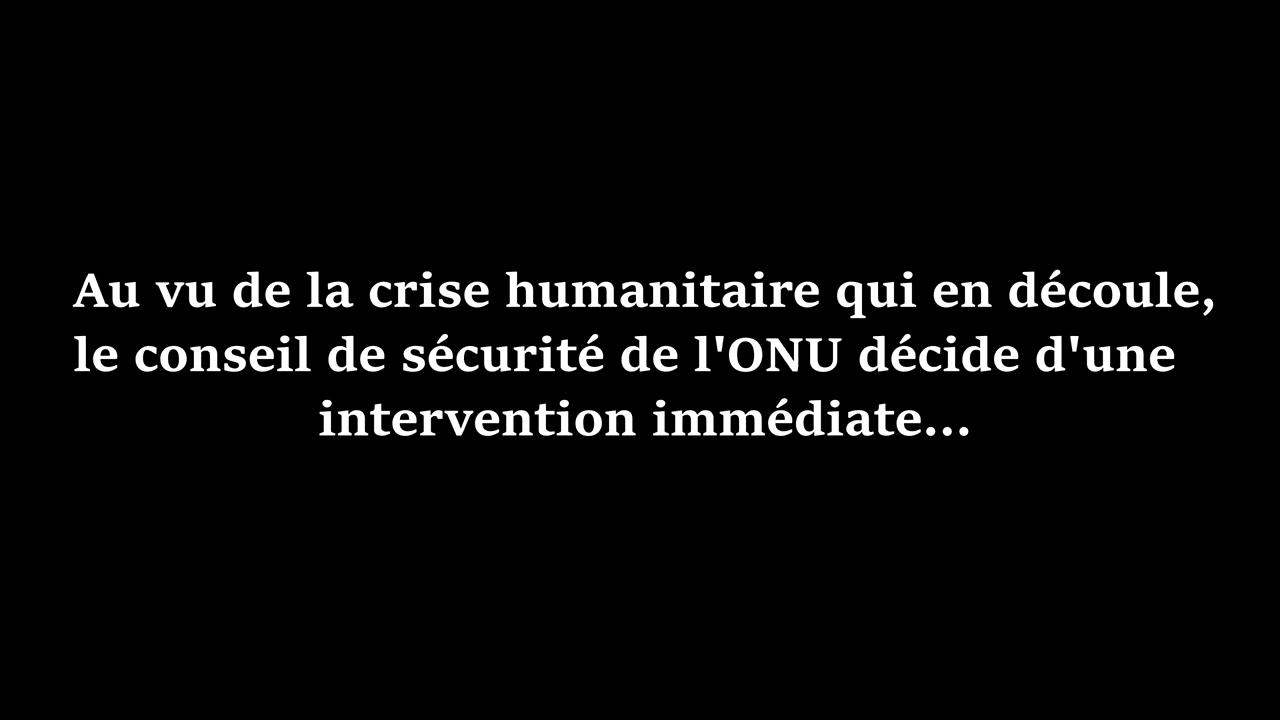 Au vu de la crise humanitaire qui en découle,
le conseil de sécurité de l'ONU décide d'une
intervention immédiate...